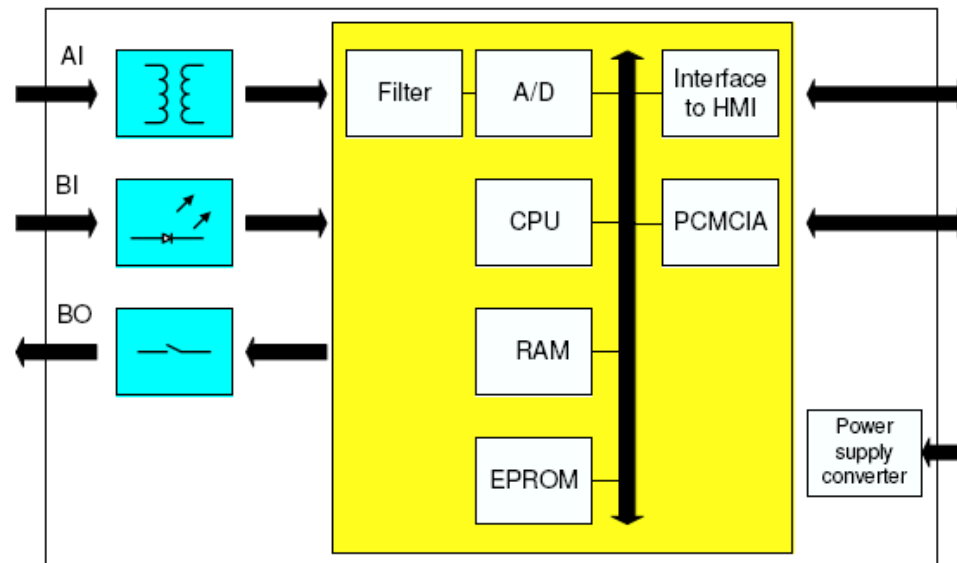 AI
Filter
A/D
Interface
to HMI
BI
CPU
PCMCIA
BO
RAM
Power
supply
converter
EPROM